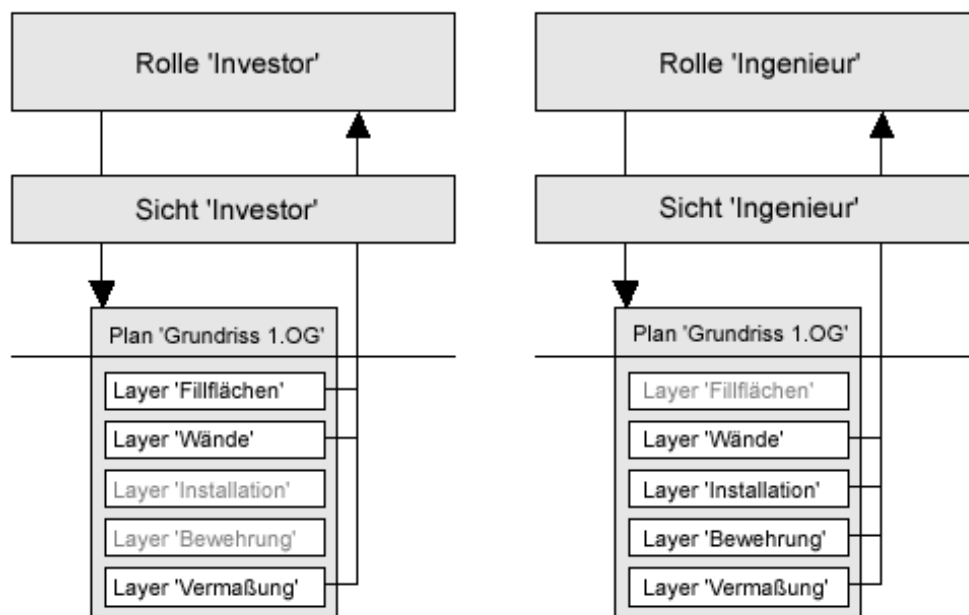 Rolle 'Investor'
Sicht 'Investor'
Plan 'Grundriss 1.OG'
Layer 'Fillflächen'
Layer 'Wände'
Layer 'Installation'
Layer 'Bewehrung'
Layer 'Vermaßung'
Rolle 'Ingenieur'
Sicht 'Ingenieur'
Plan 'Grundriss 1.OG'
Layer 'Fillflächen'
Layer 'Wände'
Layer 'Installation'
Layer 'Bewehrung'
Layer 'Vermaßung'